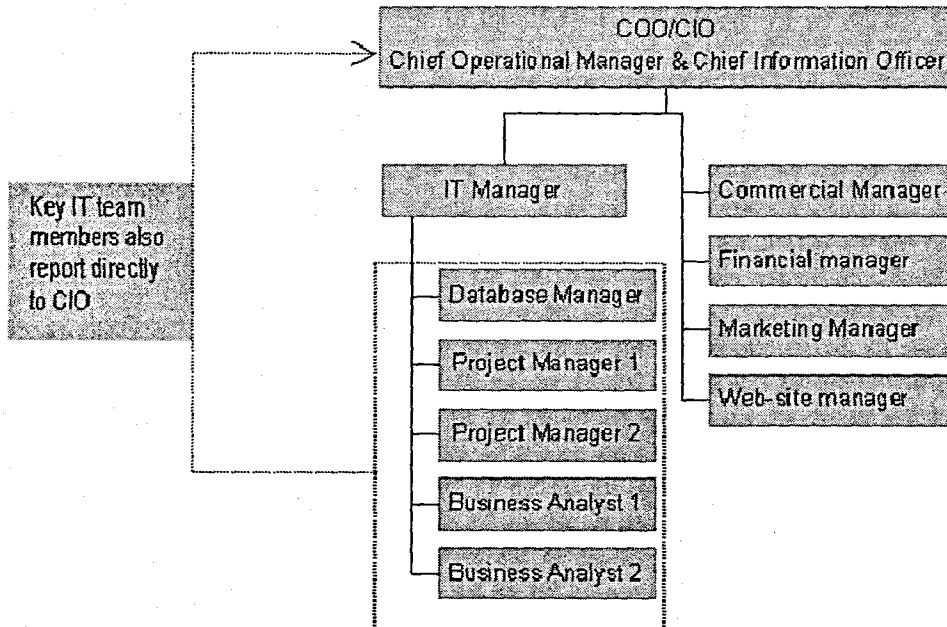 COO/CIO
Chief Operational Manager & Chief Information Officer
IT Manager
Commercial Manager
Key IT team
members also
report directly
to CIO
Financial manager
Database Manager
Marketing Manager
Project Manager 1
Web-site manager
Project Manager 2
Business Analyst 1
Business Analyst 2